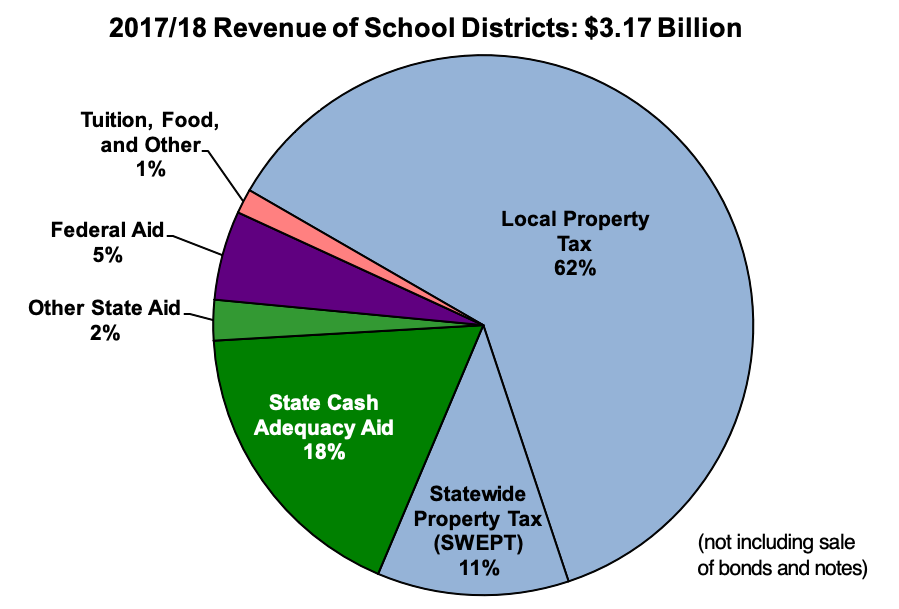 2017/18 Revenue of School Districts: $3.17 Billion
Tuition, Food,
and Other
1%
Federal Aid
5%
Other State Aid
2%
Local Property
Tax
62%
State Cash
Adequacy Aid
18%
Statewide
Property Tax
(SWEPT)
11%
(not including sale
of bonds and notes)